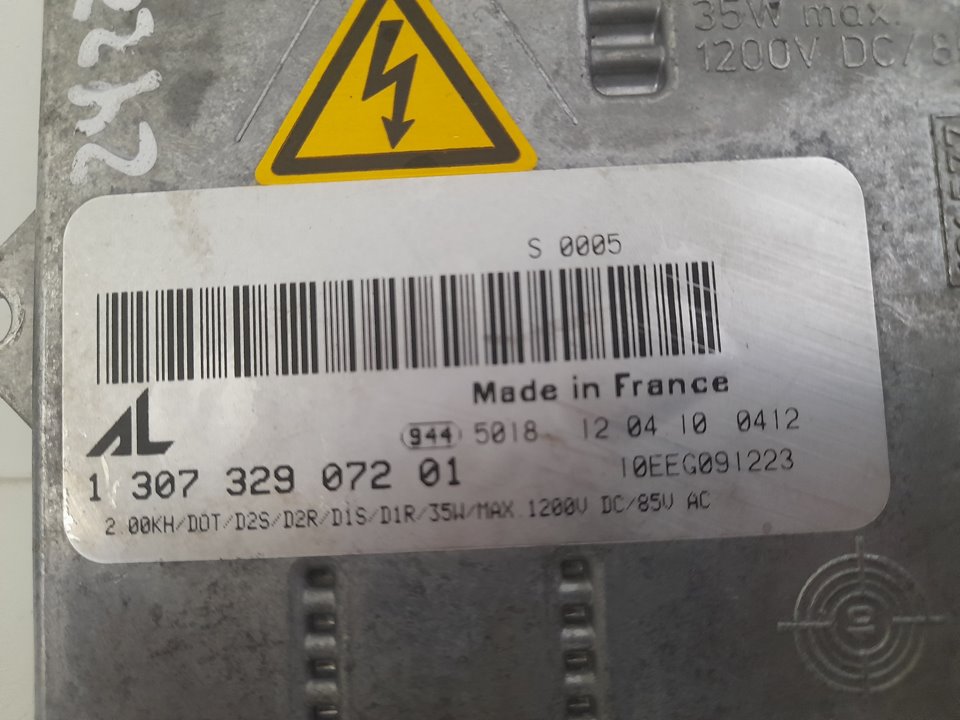 35W max.
1200V DC/ 8
S 0005
Made in France
AL
944 5018 12 04 10 0412
1 307 329 072 01
10EEG091223
2.00KH/DOT/D2S/D2R/D1S/D1R/35W/MAX.1200V DC/85V AC